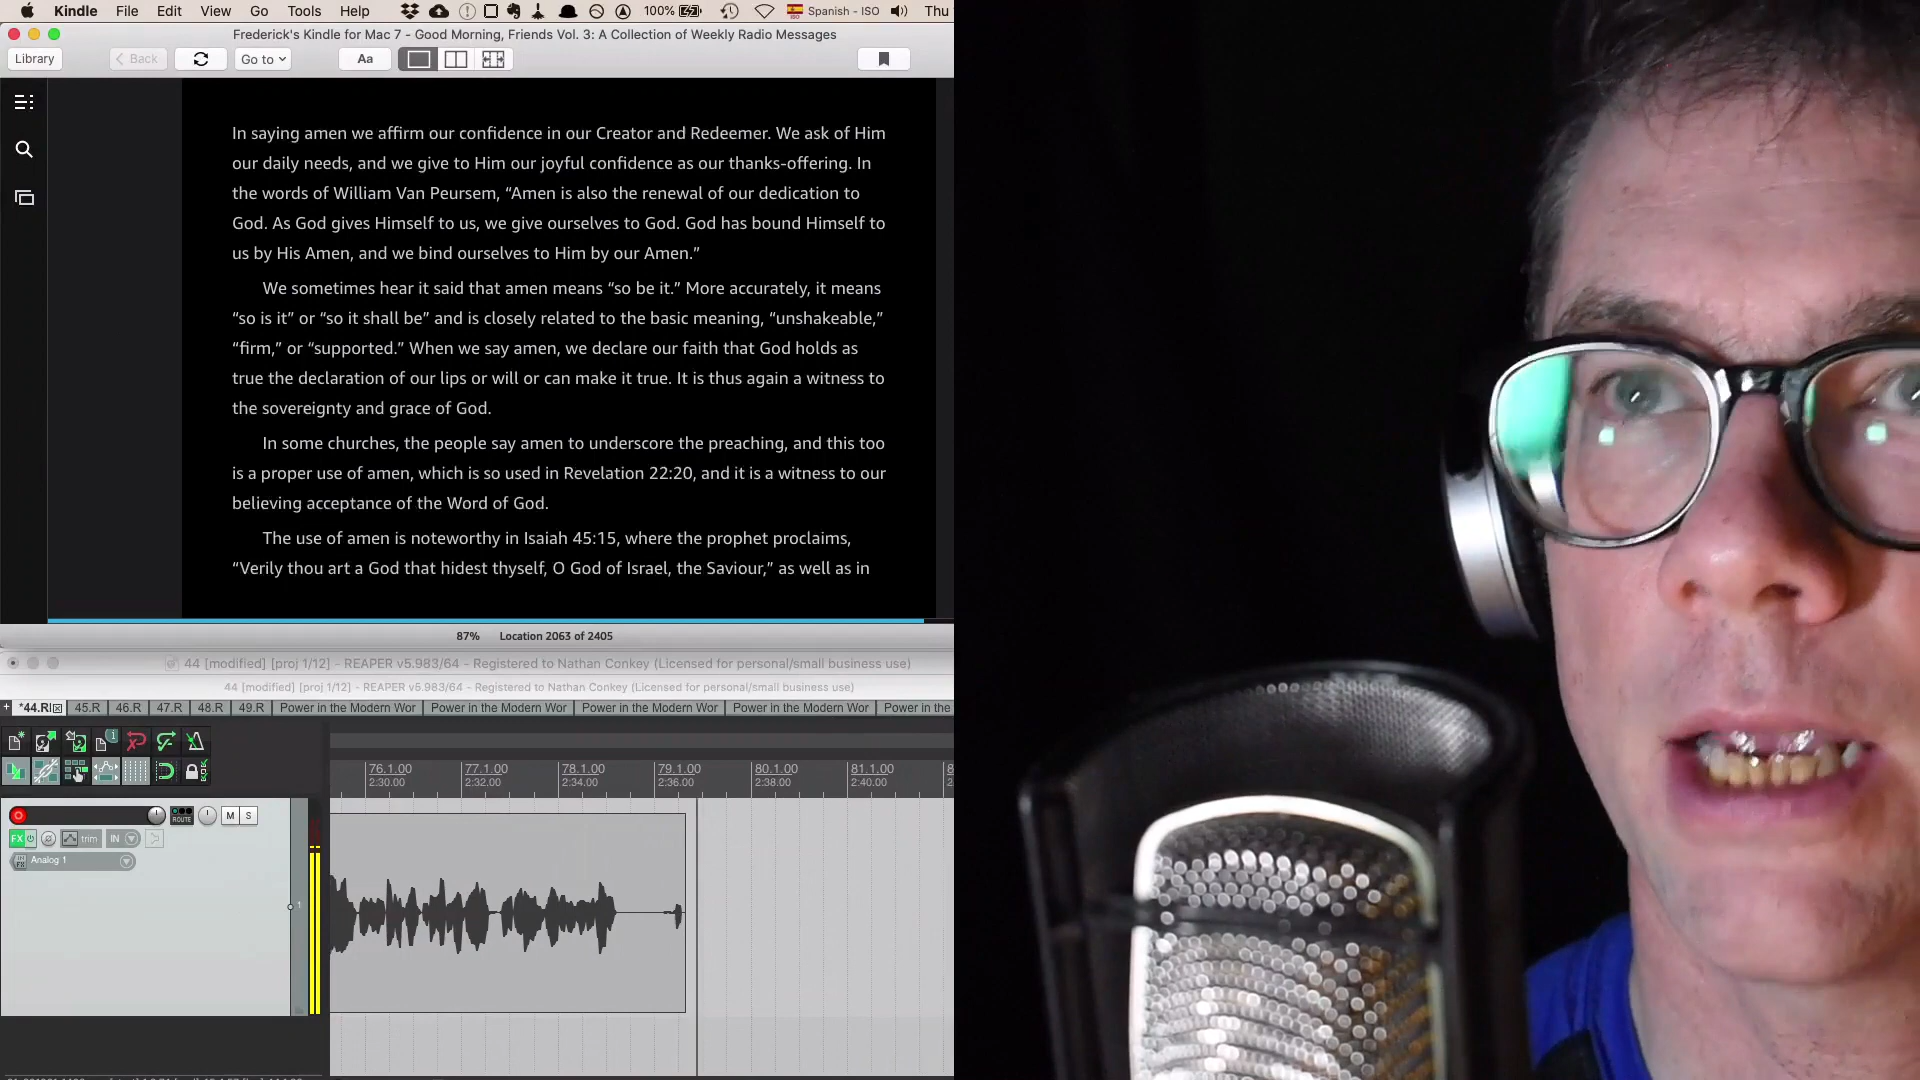 Kindle File Edit View Go Tools Help 100% Spanish - ISO Thu
Frederick's Kindle for Mac 7 - Good Morning, Friends Vol. 3: A Collection of Weekly Radio Messages
Library Back Go to Aa
In saying amen we affirm our confidence in our Creator and Redeemer. We ask of Him
our daily needs, and we give to Him our joyful confidence as our thanks-offering. In
the words of William Van Peursem, “Amen is also the renewal of our dedication to
God. As God gives Himself to us, we give ourselves to God. God has bound Himself to
us by His Amen, and we bind ourselves to Him by our Amen.”
We sometimes hear it said that amen means “so be it.” More accurately, it means
“so is it” or “so it shall be” and is closely related to the basic meaning, “unshakeable,”
“firm,” or “supported.” When we say amen, we declare our faith that God holds as
true the declaration of our lips or will or can make it true. It is thus again a witness to
the sovereignty and grace of God.
In some churches, the people say amen to underscore the preaching, and this too
is a proper use of amen, which is so used in Revelation 22:20, and it is a witness to our
believing acceptance of the Word of God.
The use of amen is noteworthy in Isaiah 45:15, where the prophet proclaims,
“Verily thou art a God that hidest thyself, O God of Israel, the Saviour,” as well as in
87% Location 2063 of 2405
44 [modified] [proj 1/12] - REAPER v5.983/64 - Registered to Nathan Conkey (Licensed for personal/small business use)
44 [modified] [proj 1/12] - REAPER v5.983/64 - Registered to Nathan Conkey (Licensed for personal/small business use)
+ *44.R 45.R 46.R 47.R 48.R 49.R Power in the Modern Wor Power in the Modern Wor Power in the Modern Wor Power in the Modern Wor Power in the
76.1.00 77.1.00 78.1.00 79.1.00 80.1.00 81.1.00 8
2:30.00 2:32.00 2:34.00 2:36.00 2:38.00 2:40.00 2
ROUTE M S
FX trim IN
IN FX Analog 1
1